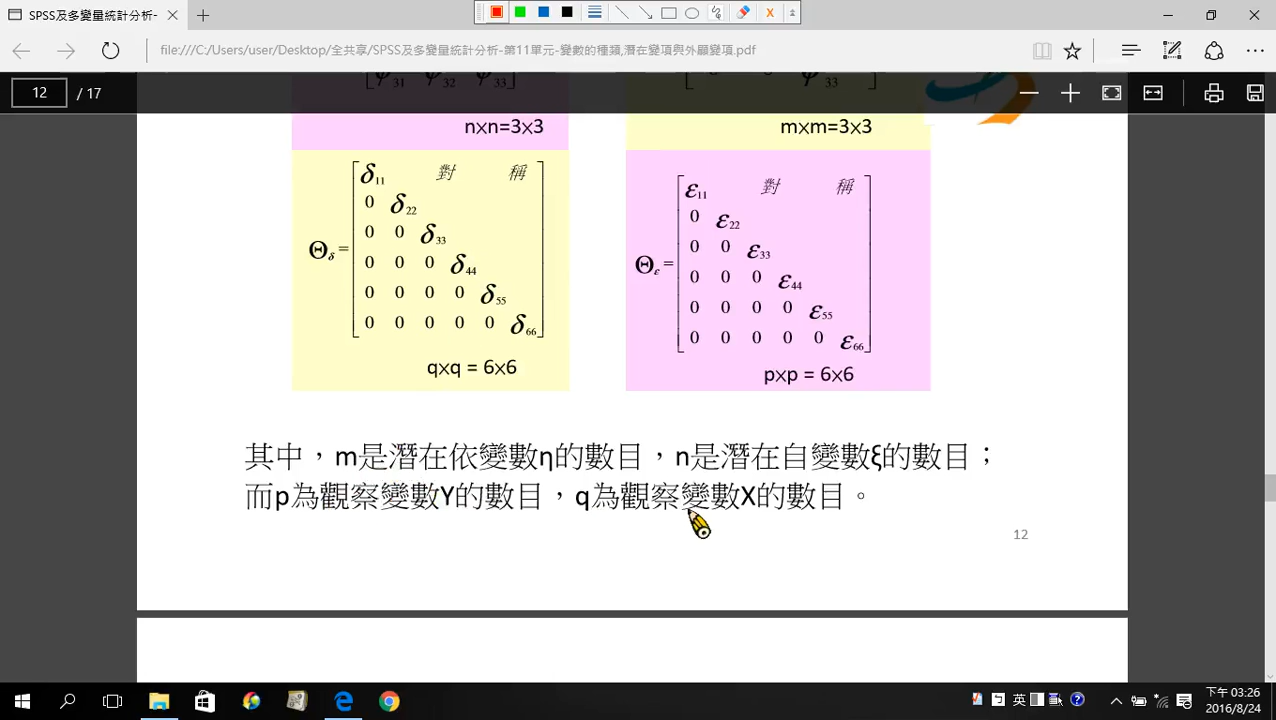 SPSS及多變量統計分析-
file:///C:/Users/user/Desktop/全共享/SPSS及多變量統計分析-第11單元-變數的種類,潛在變項與外顯變項.pdf
12 / 17
n×n=3×3
m×m=3×3
Θδ =
δ11 對 稱
0 δ22
0 0 δ33
0 0 0 δ44
0 0 0 0 δ55
0 0 0 0 0 δ66
q×q = 6×6
Θε =
ε11 對 稱
0 ε22
0 0 ε33
0 0 0 ε44
0 0 0 0 ε55
0 0 0 0 0 ε66
p×p = 6×6
其中，m是潛在依變數η的數目，n是潛在自變數ξ的數目；
而p為觀察變數Y的數目，q為觀察變數X的數目。
12
英
下午 03:26
2016/8/24